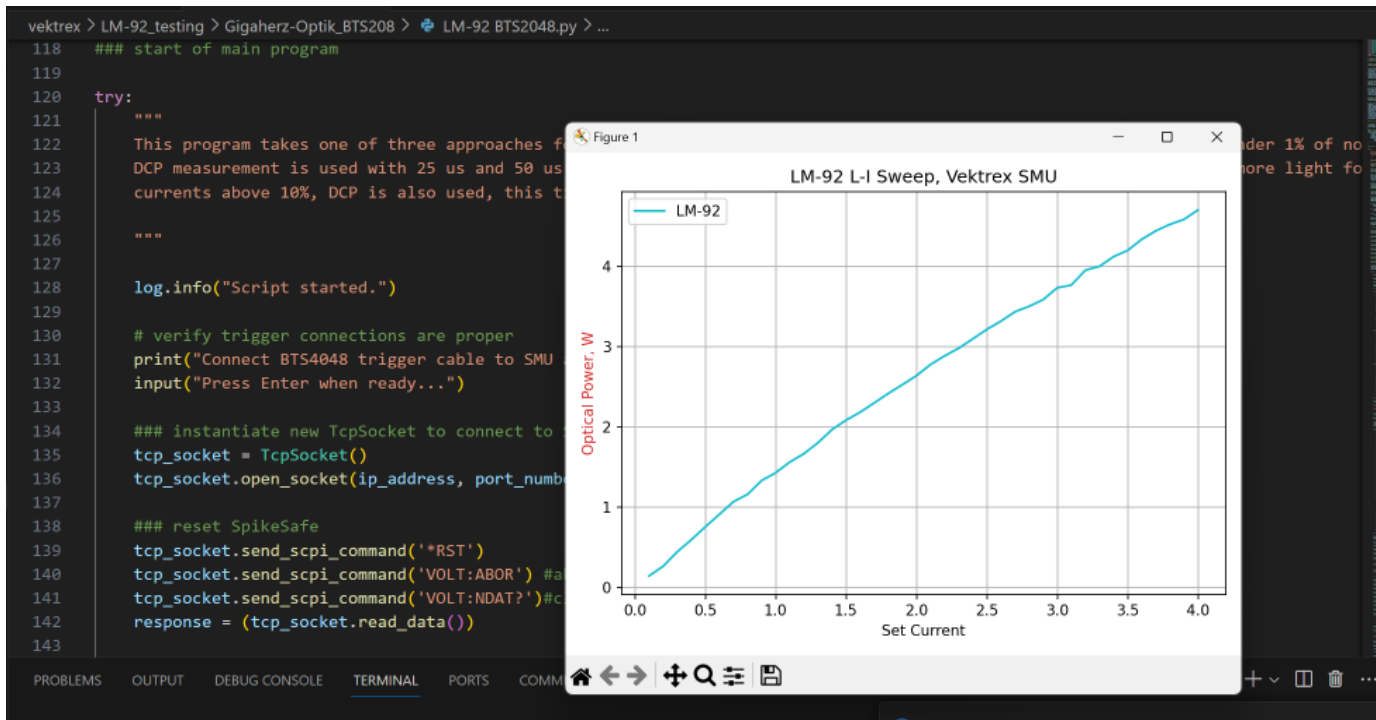 vektrex > LM-92_testing > Gigaherz-Optik_BTS208 > LM-92 BTS2048.py > ...
118 ### start of main program
119
120 try:
121 """
122 This program takes one of three approaches nder 1% of no
123 DCP measurement is used with 25 us and 50 us more light fo
124 currents above 10%, DCP is also used, this
125
126 """
127
128 log.info("Script started.")
129
130 # verify trigger connections are proper
131 print("Connect BTS4048 trigger cable to SMU
132 input("Press Enter when ready...")
133
134 ### instantiate new TcpSocket to connect to
135 tcp_socket = TcpSocket()
136 tcp_socket.open_socket(ip_address, port_numb
137
138 ### reset SpikeSafe
139 tcp_socket.send_scpi_command('*RST')
140 tcp_socket.send_scpi_command('VOLT:ABOR') #a
141 tcp_socket.send_scpi_command('VOLT:NDAT?')#c
142 response = (tcp_socket.read_data())
143
Figure 1
LM-92 L-I Sweep, Vektrex SMU
LM-92
Optical Power, W
4
3
2
1
0
0.0 0.5 1.0 1.5 2.0 2.5 3.0 3.5 4.0
Set Current
PROBLEMS OUTPUT DEBUG CONSOLE TERMINAL PORTS COMM